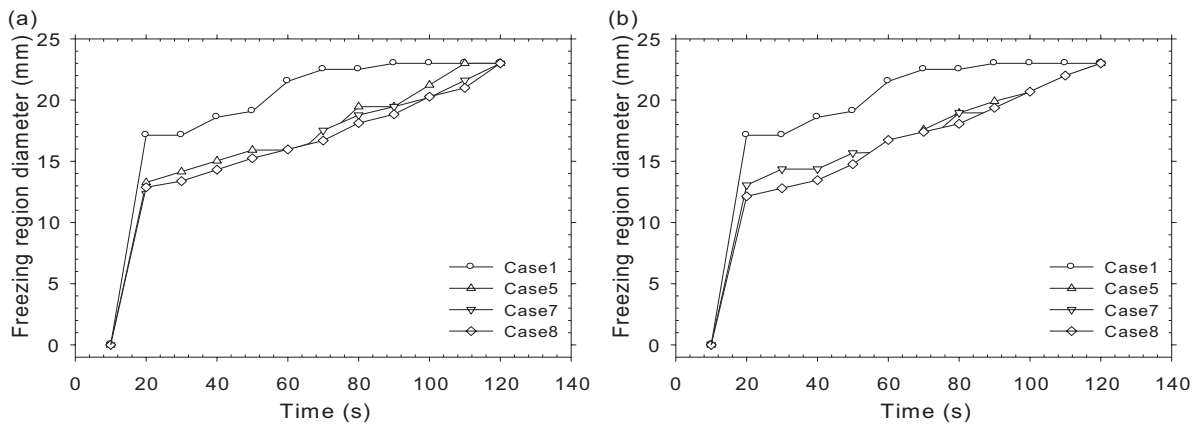 (a)
25
20
15
10
5
0
Freezing region diameter (mm)
Case1
Case5
Case7
Case8
0 20 40 60 80 100 120 140
Time (s)
(b)
25
20
15
10
5
0
Freezing region diameter (mm)
Case1
Case5
Case7
Case8
0 20 40 60 80 100 120 140
Time (s)